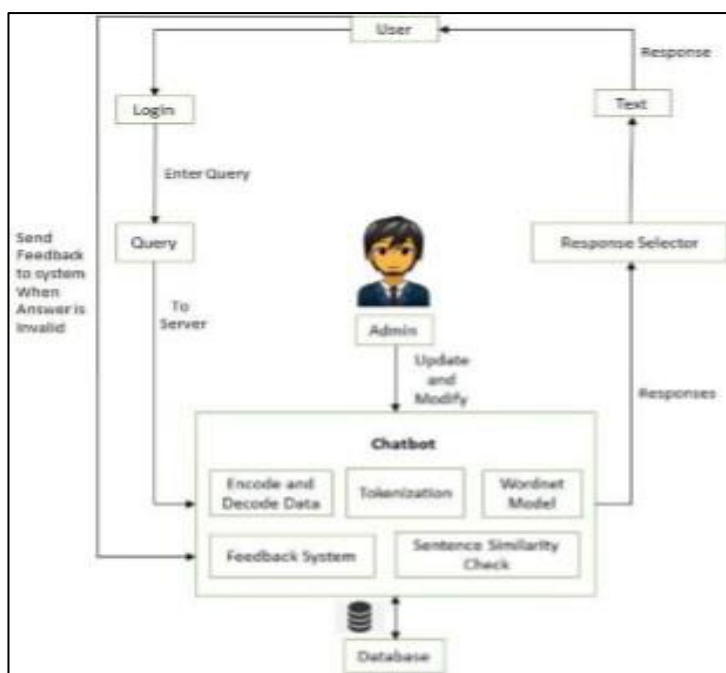 User
Response
Login
Text
Enter Query
Send
Feedback
to system
When
Answer is
Invalid
Query
Response Selector
To
Server
Admin
Update
and
Modify
Responses
Chatbot
Encode and
Decode Data
Tokenization
Wordnet
Model
Feedback System
Sentence Similarity
Check
Database